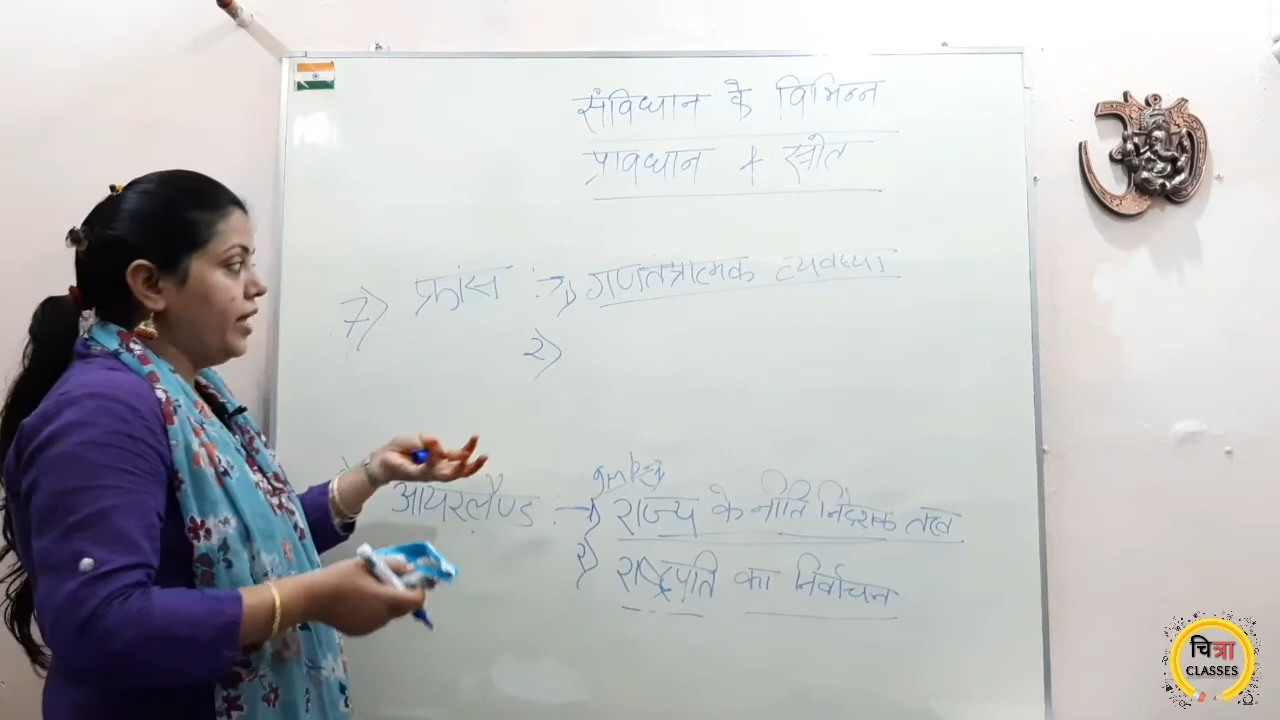 संविधान के विभिन्न
प्रावधान + स्त्रोत
7) फ्रांस :→ 1) गणतंत्रात्मक व्यवस्था
2)
आयरलैण्ड :→ 1) राज्य के नीति निदेशक तत्व
2) राष्ट्रपति का निर्वाचन
चित्रा
CLASSES